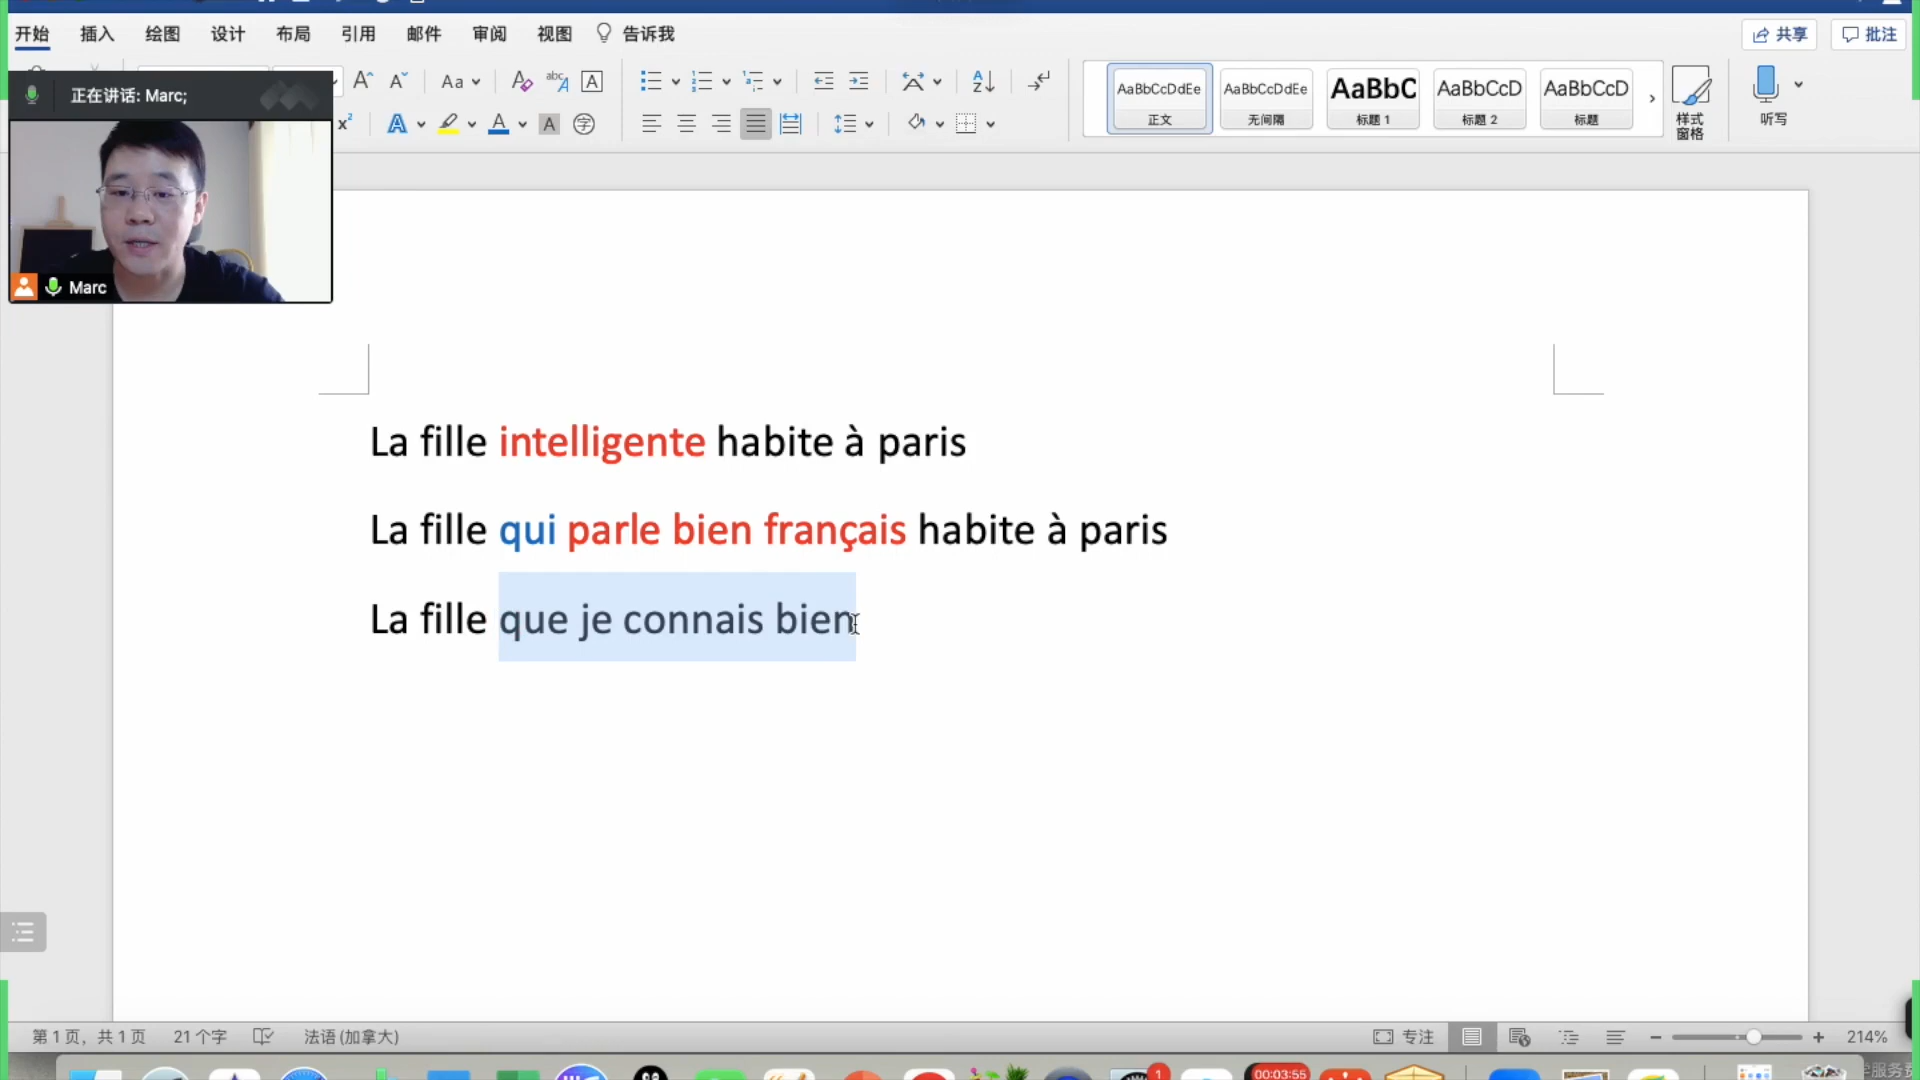 开始 插入 绘图 设计 布局 引用 邮件 审阅 视图 告诉我 共享 批注
正在讲话: Marc;
Aa abc A
AaBbCcDdEe AaBbCcDdEe AaBbC AaBbCcD AaBbCcD
正文 无间隔 标题 1 标题 2 标题 样式窗格 听写
Marc
La fille intelligente habite à paris
La fille qui parle bien français habite à paris
La fille que je connais bien
第 1 页, 共 1 页 21 个字 法语 (加拿大) 专注 214%
1 00:03:55